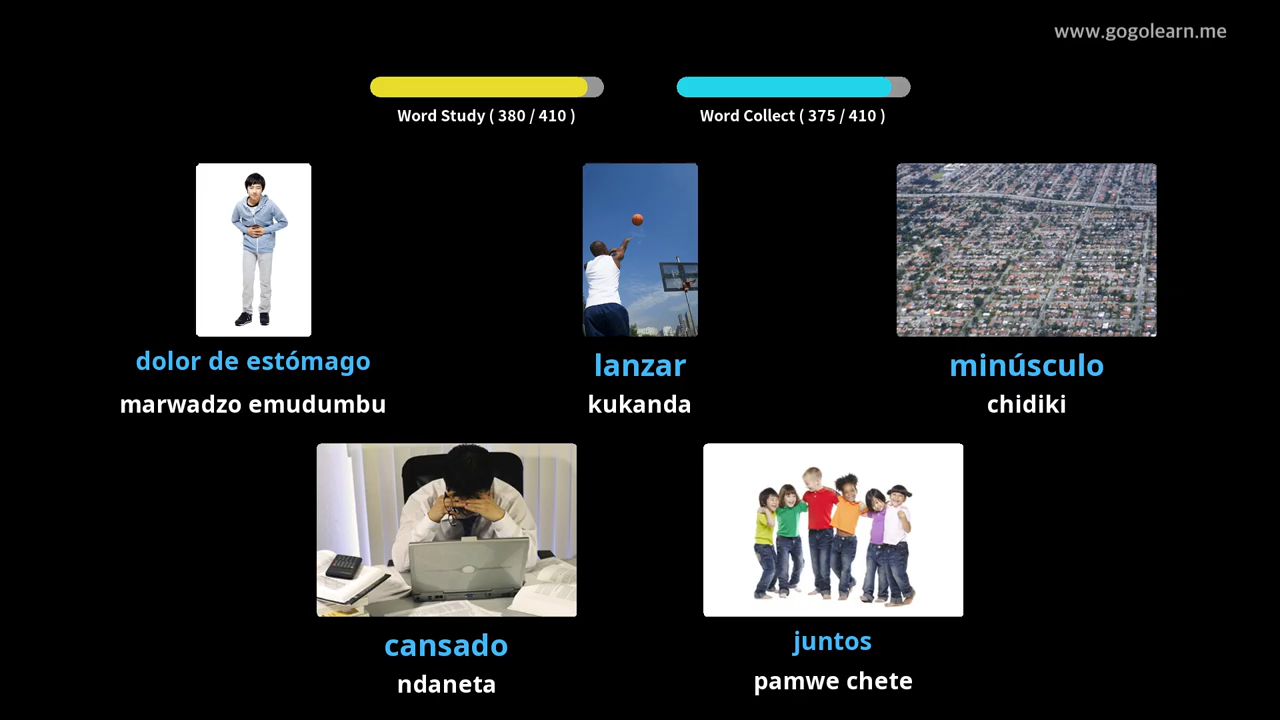 www.gogolearn.me
Word Study ( 380 / 410 )
Word Collect ( 375 / 410 )
dolor de estómago
marwadzo emudumbu
lanzar
kukanda
minúsculo
chidiki
cansado
ndaneta
juntos
pamwe chete